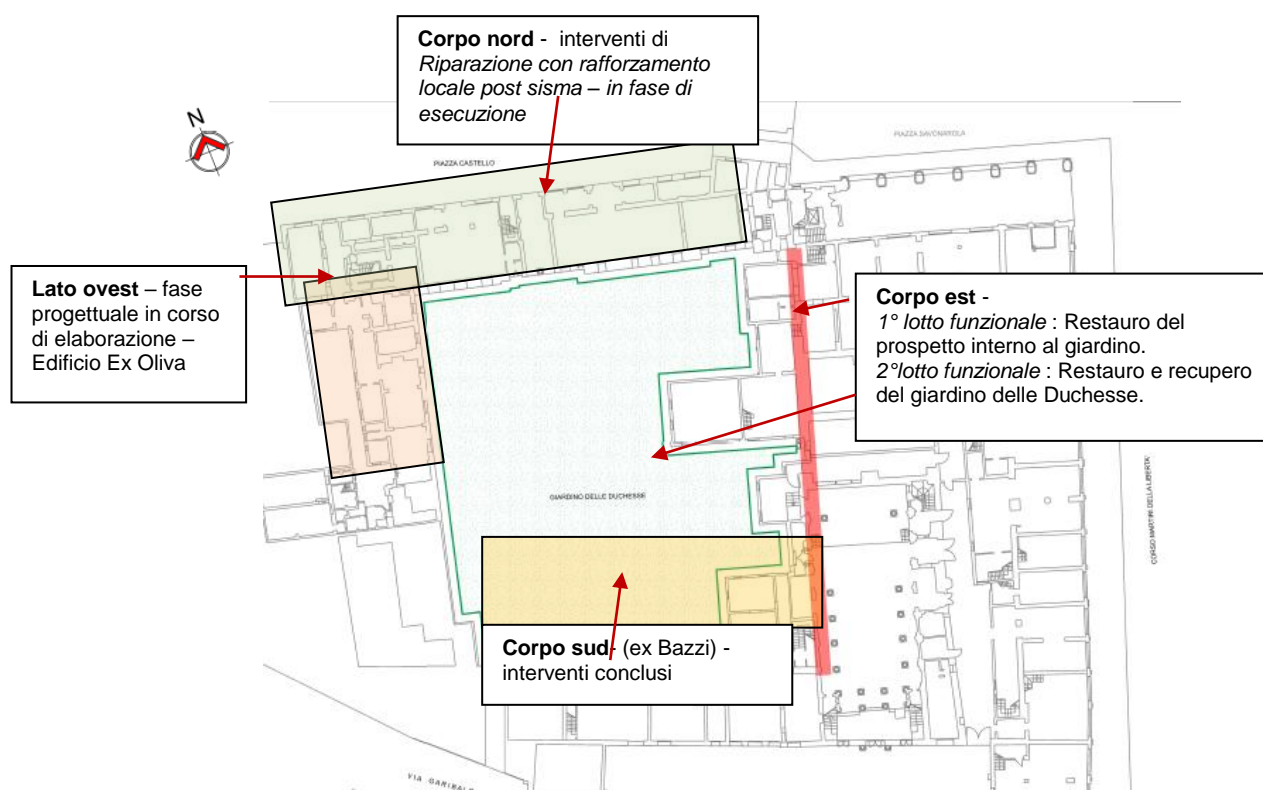 Corpo nord - interventi di
Riparazione con rafforzamento
locale post sisma – in fase di
esecuzione
N
PIAZZA SAVONAROLA
PIAZZA CASTELLO
Lato ovest – fase
progettuale in corso
di elaborazione –
Edificio Ex Oliva
Corpo est -
1° lotto funzionale : Restauro del
prospetto interno al giardino.
2°lotto funzionale : Restauro e recupero
del giardino delle Duchesse.
GIARDINO DELLE DUCHESSE
CORSO MARTIRI DELLA LIBERTA'
Corpo sud- (ex Bazzi) -
interventi conclusi
VIA GARIBALD